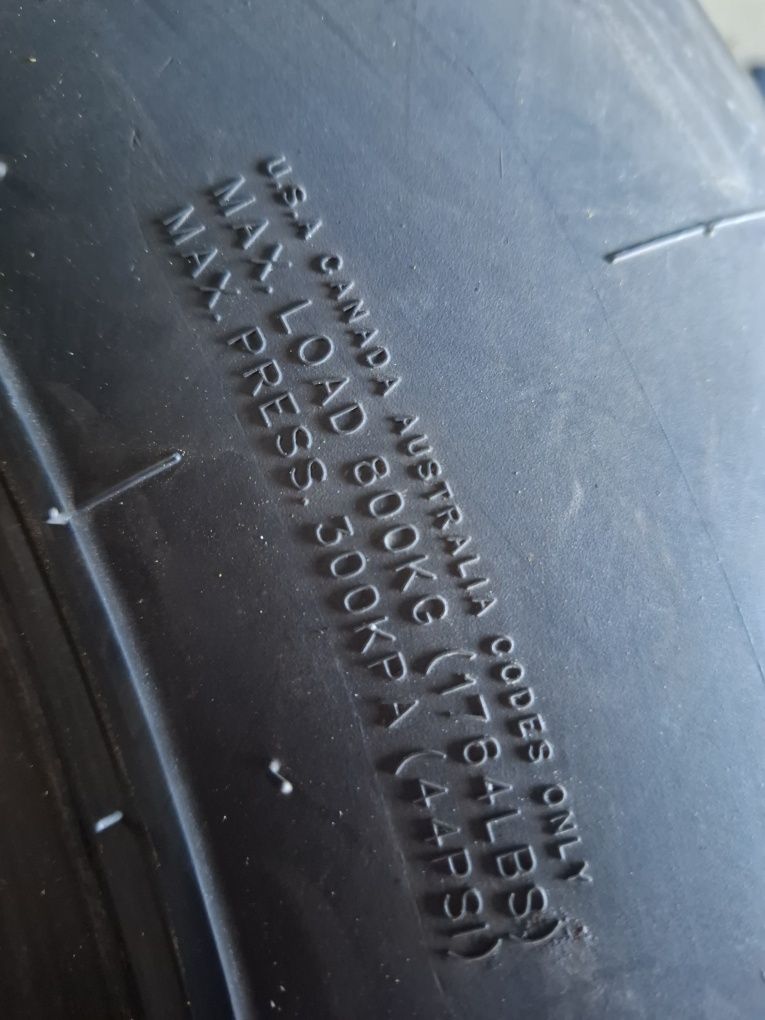 U.S.A CANADA AUSTRALIA CODES ONLY
MAX. LOAD 800KG (1764LBS)
MAX. PRESS. 300KPA (44PSI)